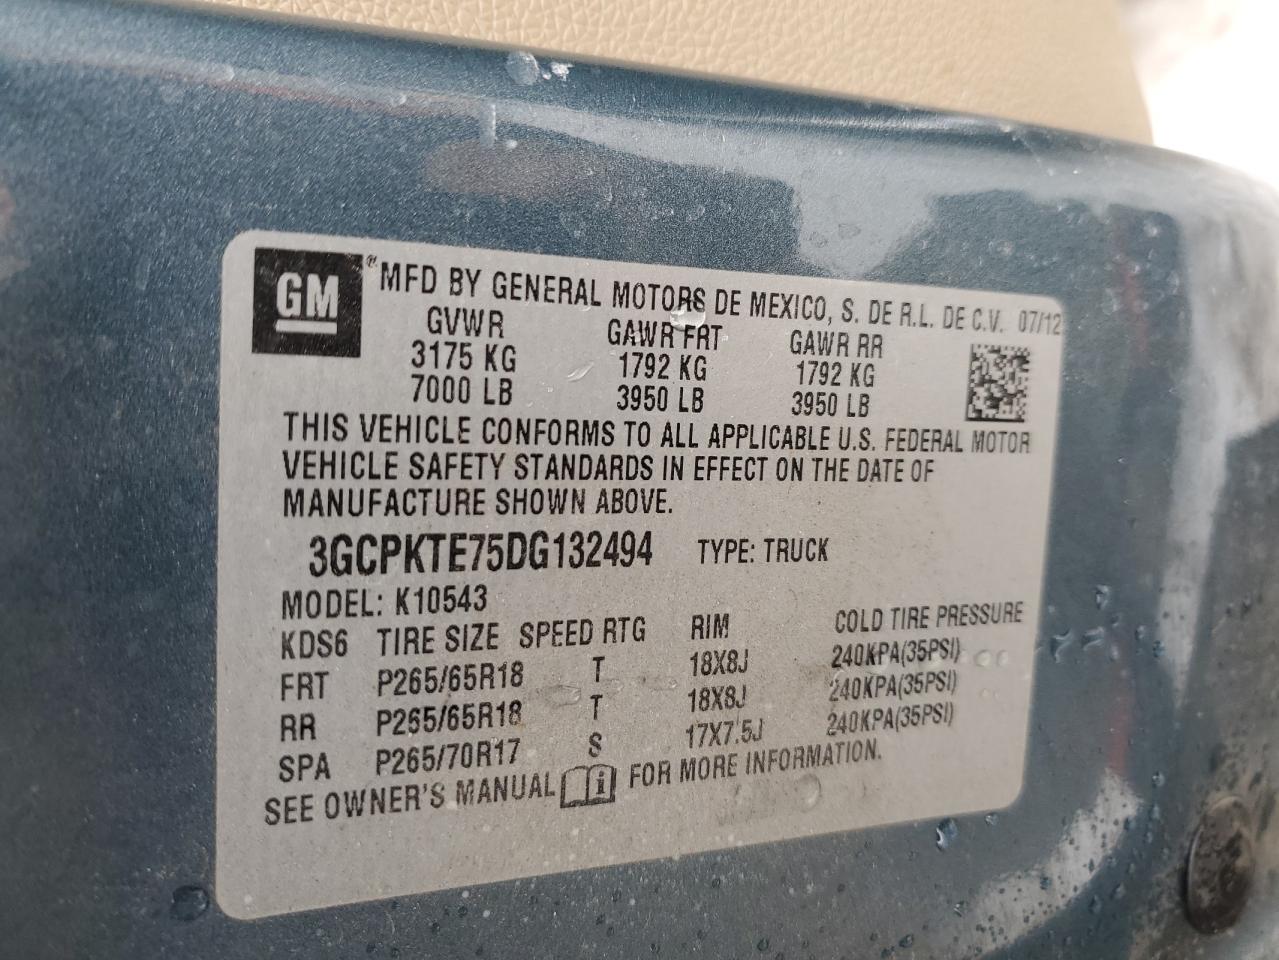 GM ® MFD BY GENERAL MOTORS DE MEXICO, S. DE R.L. DE C.V. 07/12
GVWR GAWR FRT GAWR RR
3175 KG 1792 KG 1792 KG
7000 LB 3950 LB 3950 LB
THIS VEHICLE CONFORMS TO ALL APPLICABLE U.S. FEDERAL MOTOR
VEHICLE SAFETY STANDARDS IN EFFECT ON THE DATE OF
MANUFACTURE SHOWN ABOVE.
3GCPKTE75DG132494 TYPE: TRUCK
MODEL: K10543
KDS6 TIRE SIZE SPEED RTG RIM COLD TIRE PRESSURE
FRT P265/65R18 T 18X8J 240KPA(35PSI)
RR P265/65R18 T 18X8J 240KPA(35PSI)
SPA P265/70R17 S 17X7.5J 240KPA(35PSI)
SEE OWNER'S MANUAL i FOR MORE INFORMATION.